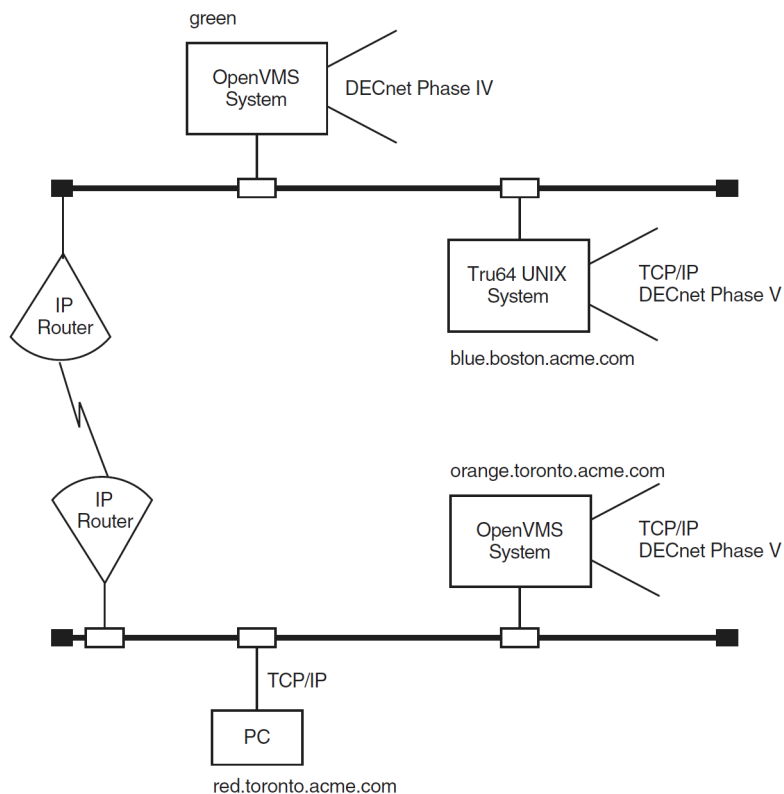 green
OpenVMS
System
DECnet Phase IV
Tru64 UNIX
System
TCP/IP
DECnet Phase V
blue.boston.acme.com
IP
Router
IP
Router
orange.toronto.acme.com
OpenVMS
System
TCP/IP
DECnet Phase V
TCP/IP
PC
red.toronto.acme.com